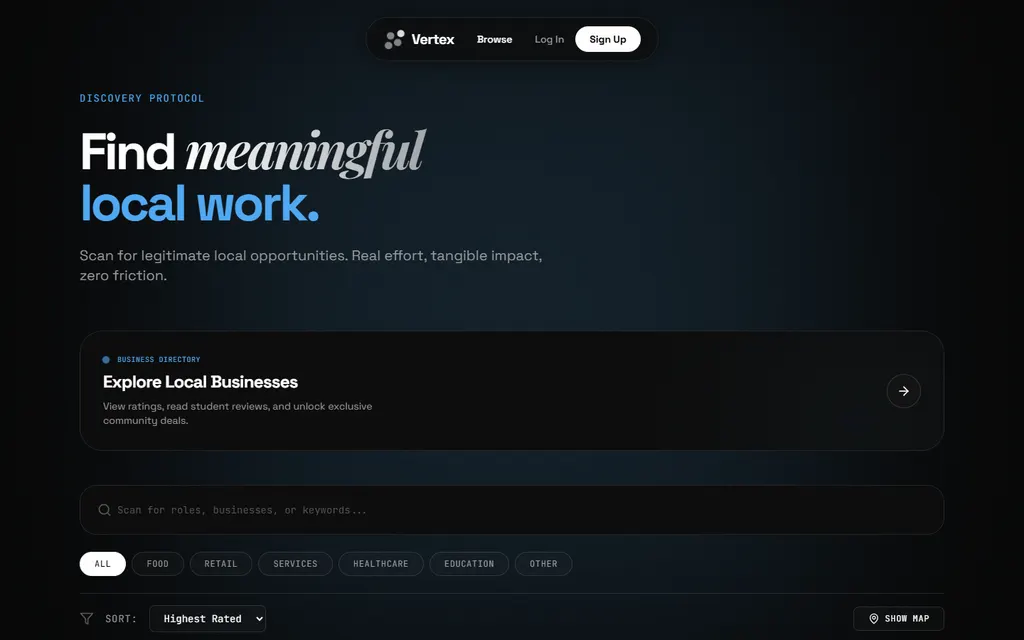 Vertex Browse Log In Sign Up
DISCOVERY PROTOCOL
Find meaningful
local work.
Scan for legitimate local opportunities. Real effort, tangible impact,
zero friction.
BUSINESS DIRECTORY
Explore Local Businesses
View ratings, read student reviews, and unlock exclusive
community deals.
Scan for roles, businesses, or keywords...
ALL FOOD RETAIL SERVICES HEALTHCARE EDUCATION OTHER
SORT: Highest Rated SHOW MAP